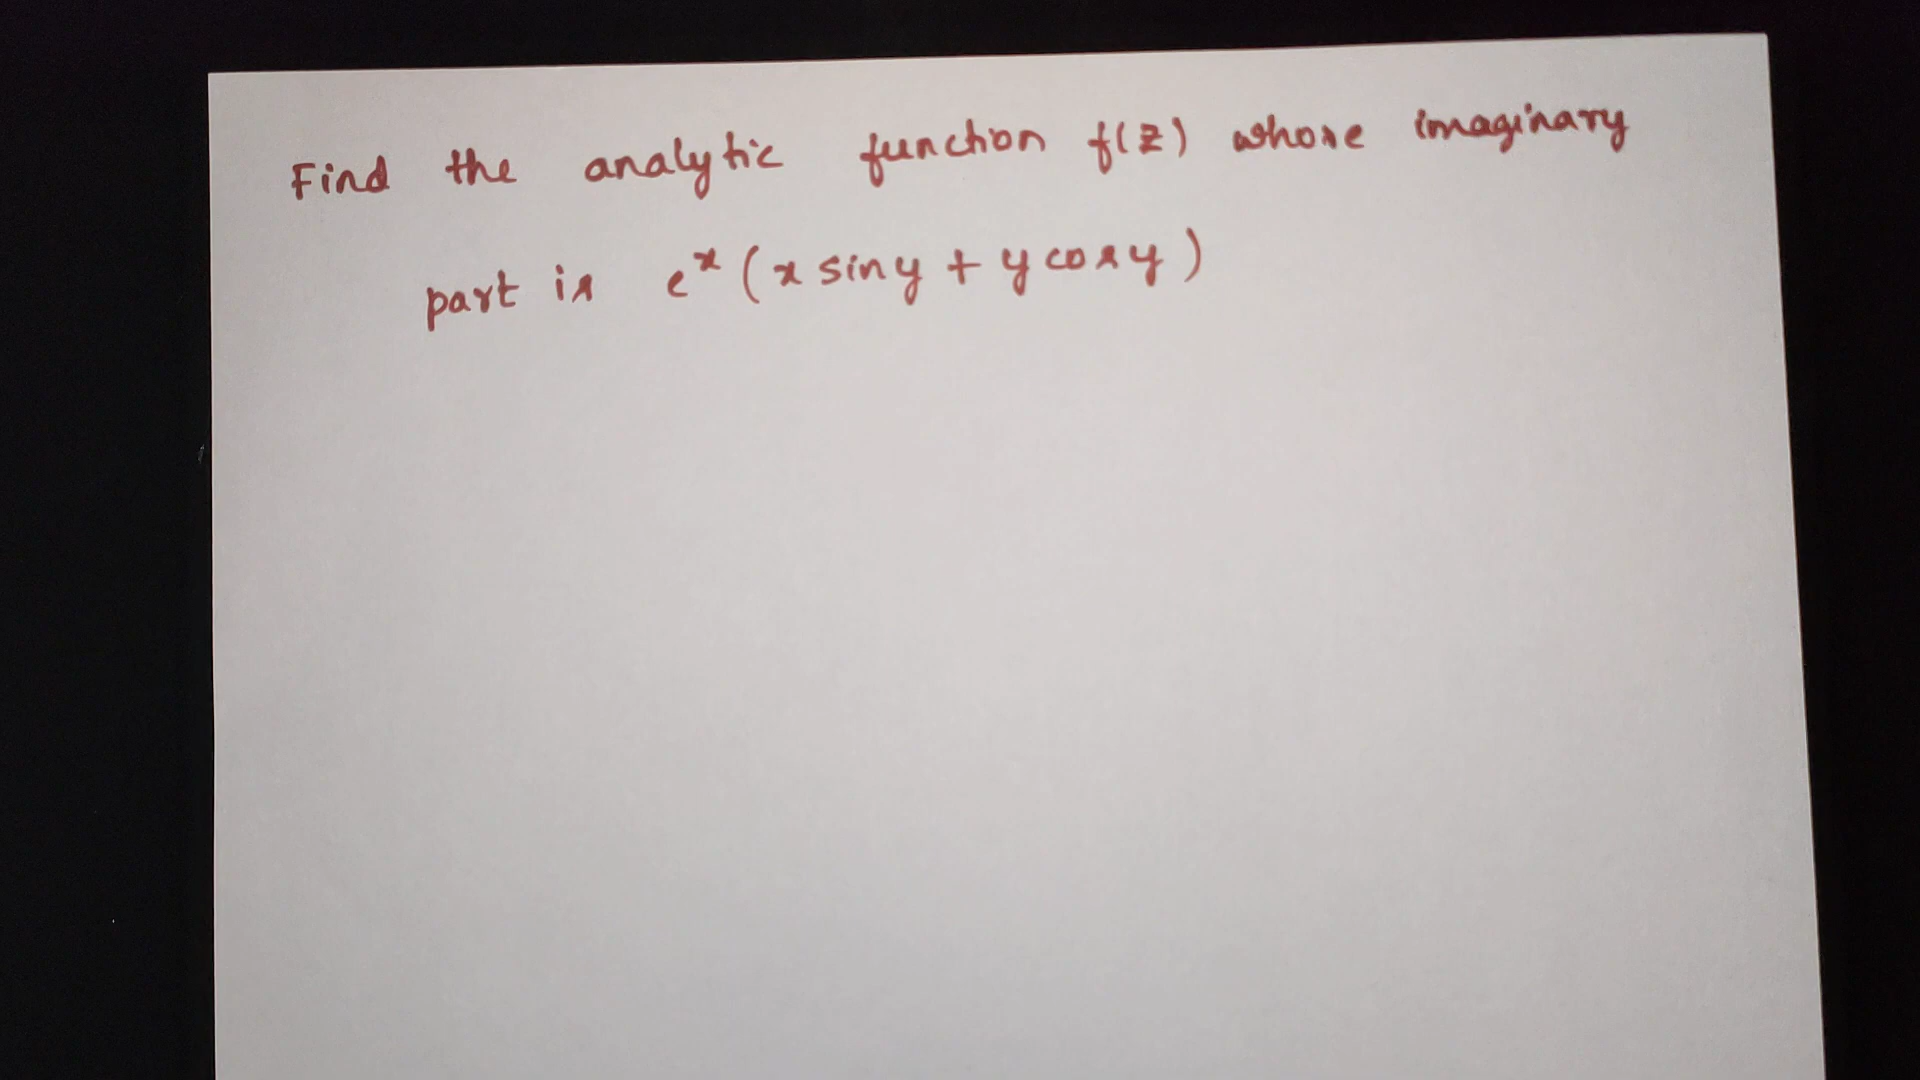 Find the analytic function f(z) whose imaginary
part is e^x (x sin y + y cos y)